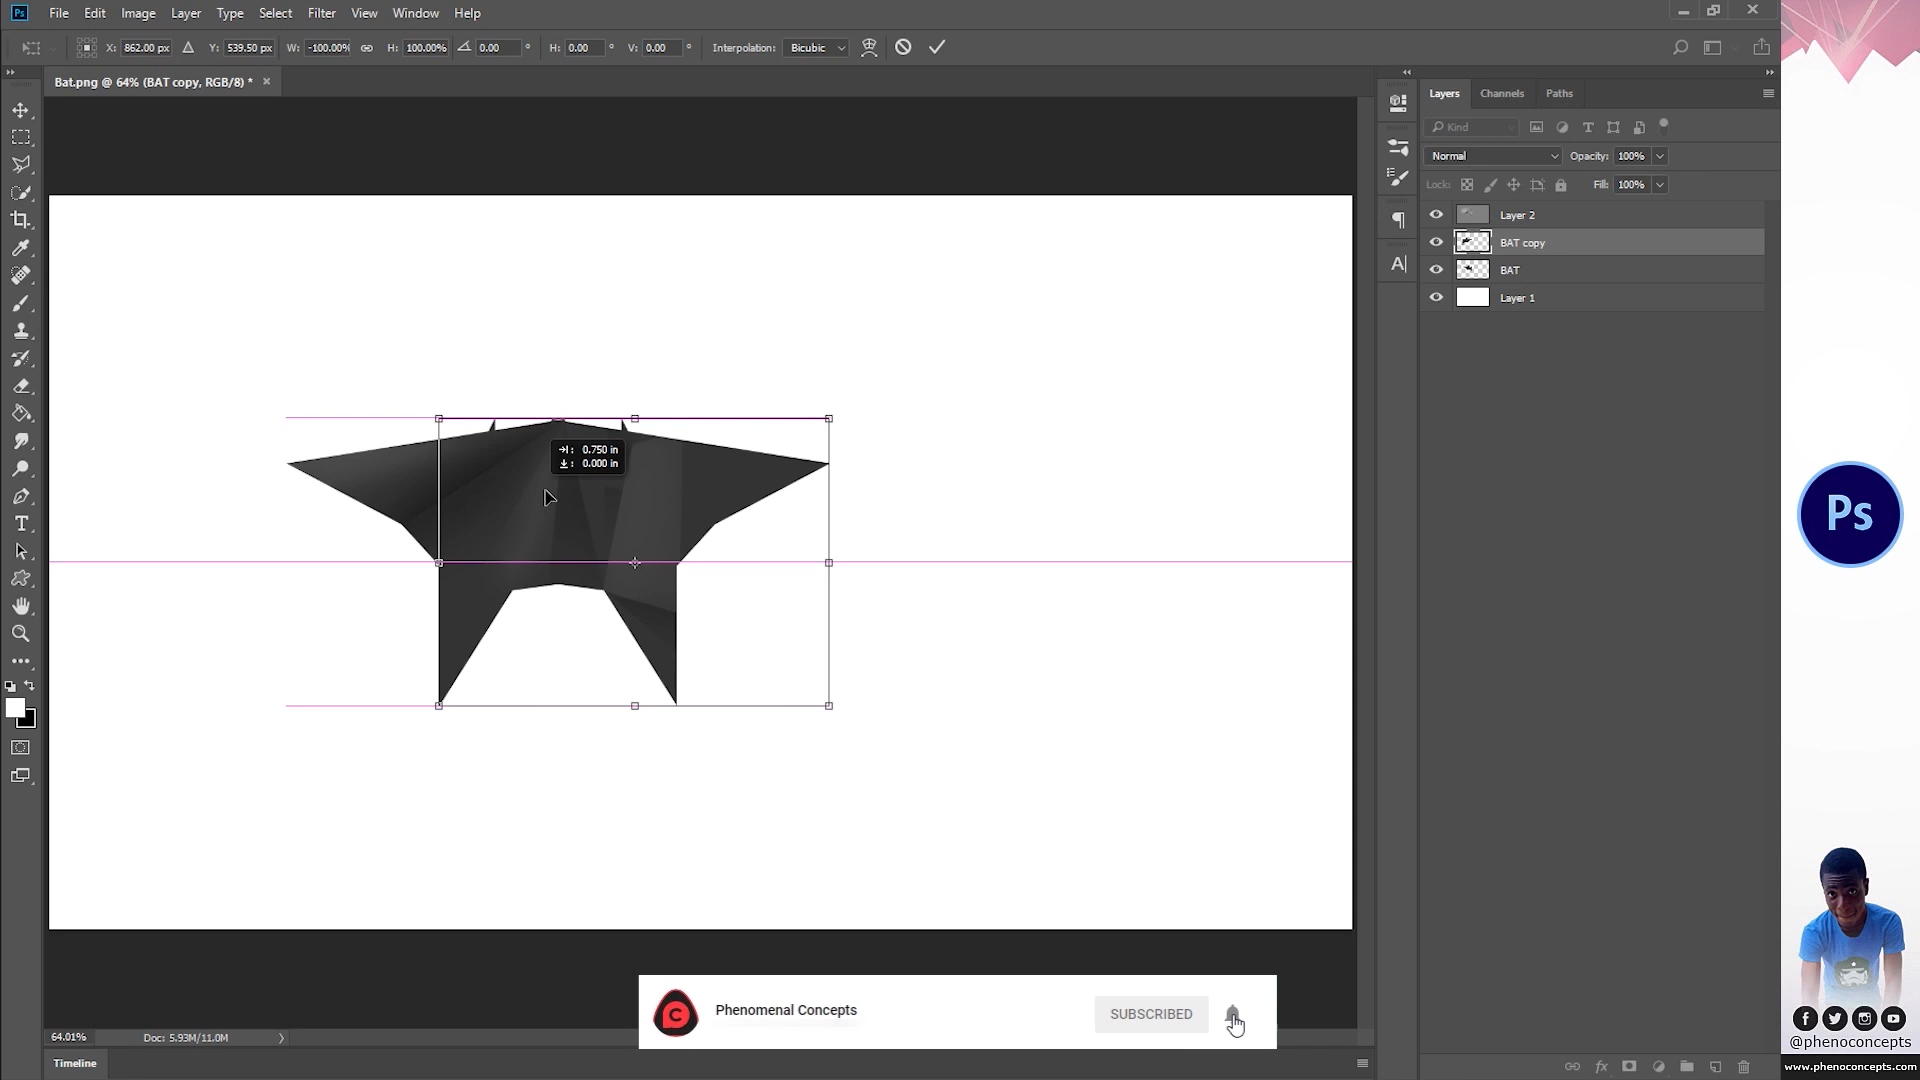 Ps File Edit Image Layer Type Select Filter View Window Help
X: 862.00 px Y: 539.50 px W: -100.00% H: 100.00% 0.00 ° H: 0.00 ° V: 0.00 ° Interpolation: Bicubic
Bat.png @ 64% (BAT copy, RGB/8) * ×
Layers Channels Paths
Kind
Normal Opacity: 100%
Lock: Fill: 100%
Layer 2
BAT copy
BAT
Layer 1
0.750 in
0.000 in
Ps
64.01% Doc: 5.93M/11.0M
Timeline
Phenomenal Concepts
SUBSCRIBED
@phenoconcepts
www.phenoconcepts.com